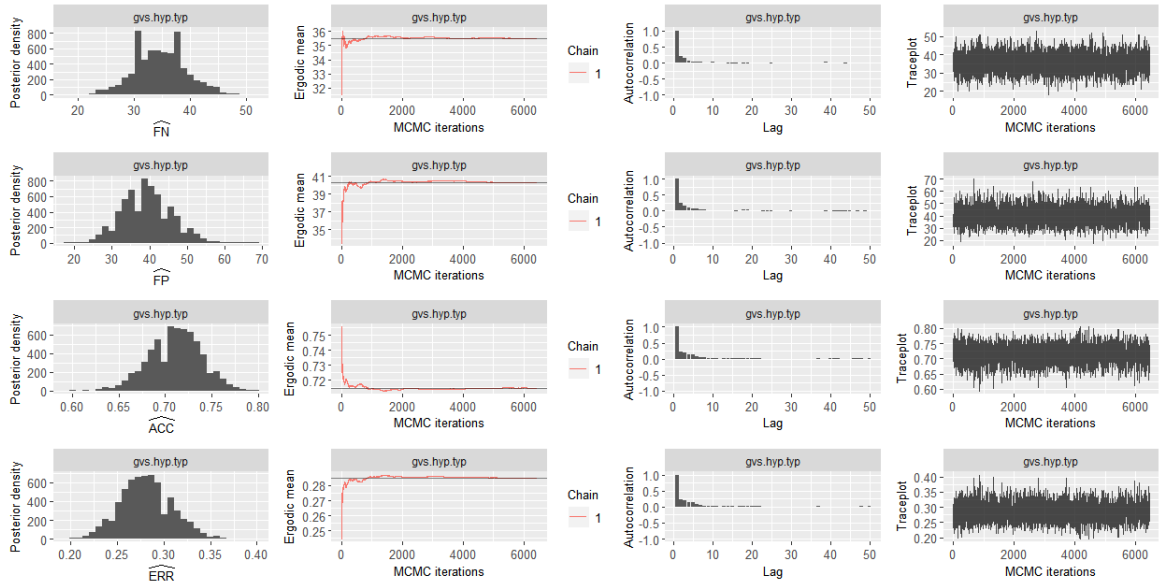 gvs.hyp.typ
Posterior density
800
600
400
200
0
20
30
40
50
FN
gvs.hyp.typ
Ergodic mean
36
35
34
33
32
0
2000
4000
6000
MCMC iterations
Chain
1
gvs.hyp.typ
Autocorrelation
1.0
0.5
0.0
-0.5
-1.0
0
10
20
30
40
50
Lag
gvs.hyp.typ
Traceplot
50
40
30
20
0
2000
4000
6000
MCMC iterations
gvs.hyp.typ
Posterior density
800
600
400
200
0
20
30
40
50
60
70
FP
gvs.hyp.typ
Ergodic mean
41
39
37
35
0
2000
4000
6000
MCMC iterations
Chain
1
gvs.hyp.typ
Autocorrelation
1.0
0.5
0.0
-0.5
-1.0
0
10
20
30
40
50
Lag
gvs.hyp.typ
Traceplot
70
60
50
40
30
20
0
2000
4000
6000
MCMC iterations
gvs.hyp.typ
Posterior density
600
400
200
0
0.60
0.65
0.70
0.75
0.80
ACC
gvs.hyp.typ
Ergodic mean
0.75
0.74
0.73
0.72
0
2000
4000
6000
MCMC iterations
Chain
1
gvs.hyp.typ
Autocorrelation
1.0
0.5
0.0
-0.5
-1.0
0
10
20
30
40
50
Lag
gvs.hyp.typ
Traceplot
0.80
0.75
0.70
0.65
0.60
0
2000
4000
6000
MCMC iterations
gvs.hyp.typ
Posterior density
600
400
200
0
0.20
0.25
0.30
0.35
0.40
ERR
gvs.hyp.typ
Ergodic mean
0.28
0.27
0.26
0.25
0
2000
4000
6000
MCMC iterations
Chain
1
gvs.hyp.typ
Autocorrelation
1.0
0.5
0.0
-0.5
-1.0
0
10
20
30
40
50
Lag
gvs.hyp.typ
Traceplot
0.40
0.35
0.30
0.25
0.20
0
2000
4000
6000
MCMC iterations